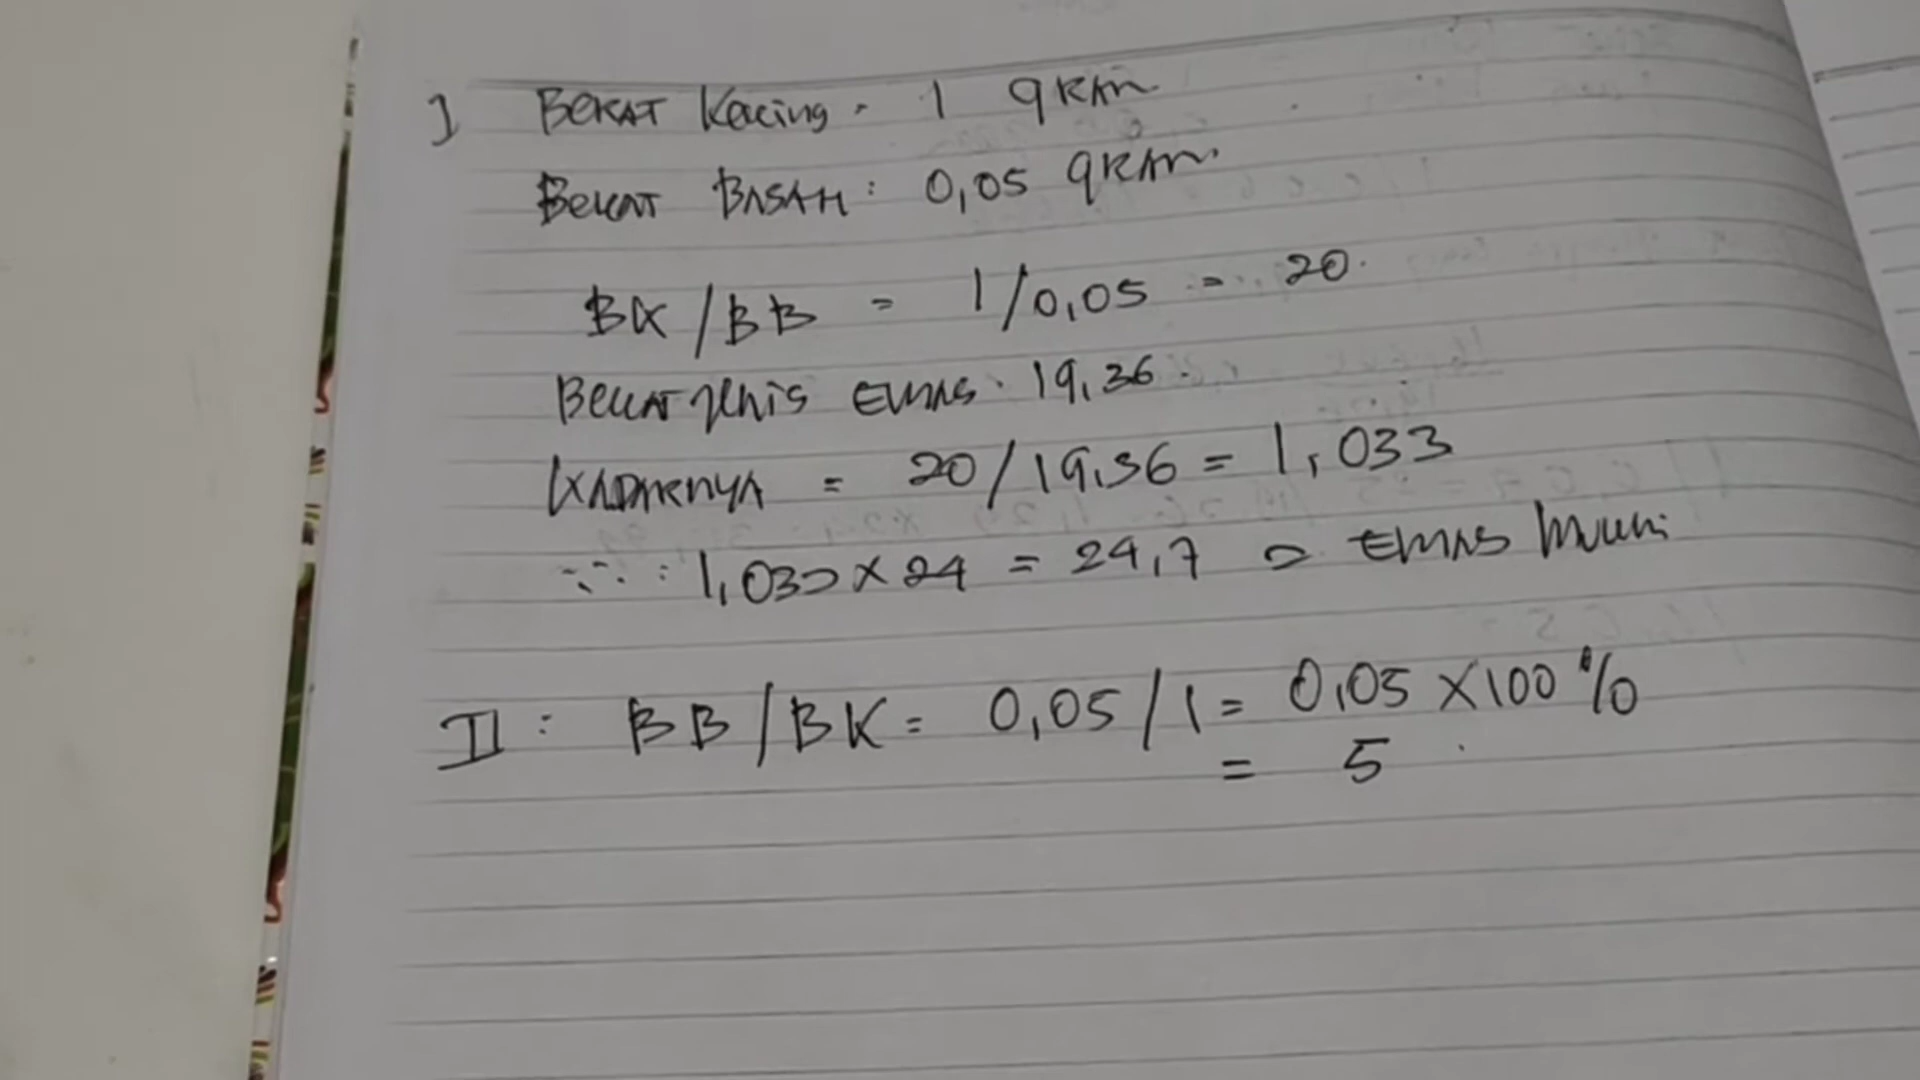 I Berat Kering. 1 gram
Berat Basah: 0,05 gram.
BK/BB = 1/0,05 = 20.
Berat jenis emas. 19,36.
Kadarnya = 20/19,36 = 1,033
∴ : 1,033 x 24 = 24,7 = emas murni
II: BB/BK = 0,05/1 = 0,05 x 100%
= 5